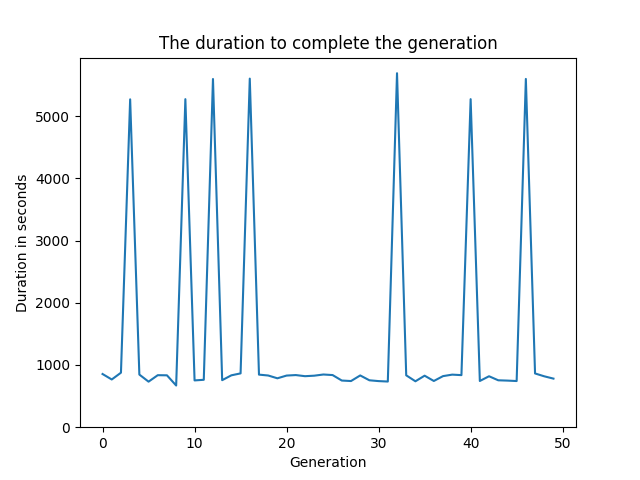 The duration to complete the generation
Duration in seconds
5000
4000
3000
2000
1000
0
0 10 20 30 40 50
Generation